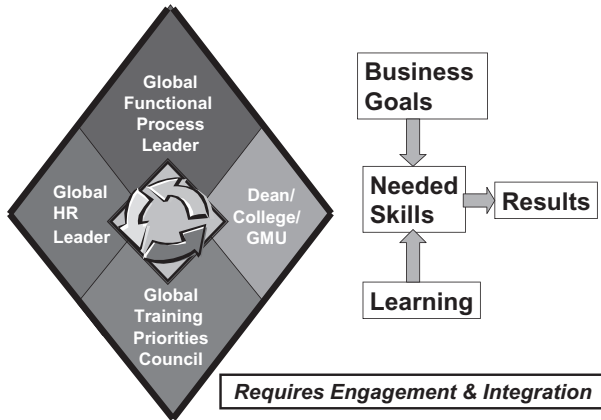 Global
Functional
Process
Leader
Global
HR
Leader
Dean/
College/
GMU
Global
Training
Priorities
Council
Business
Goals
Needed
Skills
Results
Learning
Requires Engagement & Integration